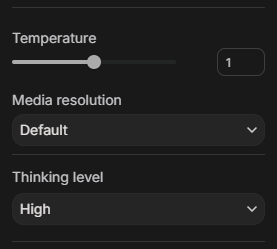 Temperature
1
Media resolution
Default
Thinking level
High